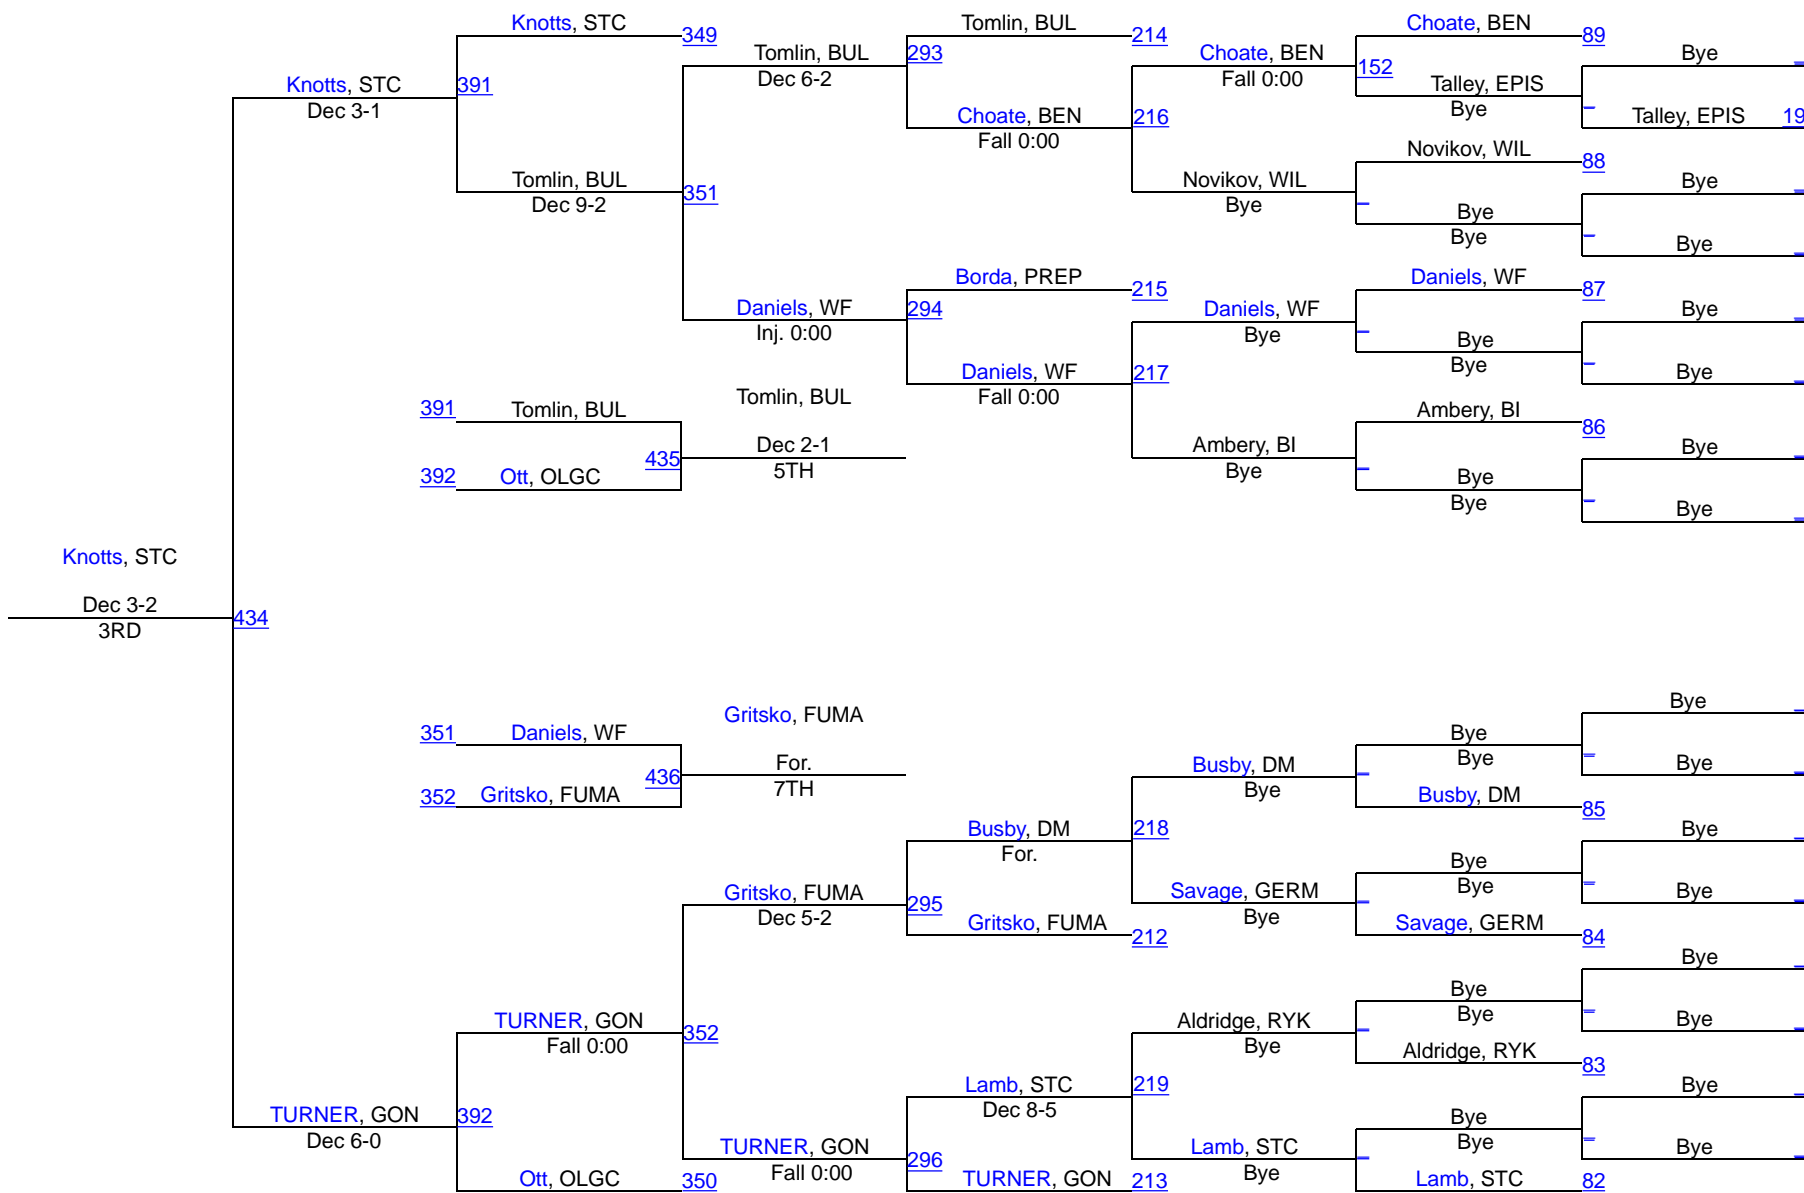 Knotts, STC
349
Tomlin, BUL
214
Choate, BEN
89
Tomlin, BUL
Dec 6-2
293
Choate, BEN
Fall 0:00
152
Bye
Knotts, STC
Dec 3-1
391
Talley, EPIS
Bye
Choate, BEN
Fall 0:00
216
Talley, EPIS
19
Novikov, WIL
88
Tomlin, BUL
Dec 9-2
351
Novikov, WIL
Bye
Bye
Bye
Bye
Bye
Borda, PREP
215
Daniels, WF
87
Daniels, WF
Inj. 0:00
294
Daniels, WF
Bye
Bye
Bye
Bye
Daniels, WF
Fall 0:00
217
Bye
391
Tomlin, BUL
Tomlin, BUL
Ambery, BI
86
435
Dec 2-1
5TH
Ambery, BI
Bye
Bye
392
Ott, OLGC
Bye
Bye
Bye
Knotts, STC
Dec 3-2
3RD
434
Bye
351
Daniels, WF
Gritsko, FUMA
Bye
Bye
436
For.
7TH
Busby, DM
Bye
Bye
352
Gritsko, FUMA
Busby, DM
85
Busby, DM
For.
218
Bye
Bye
Bye
Gritsko, FUMA
Dec 5-2
295
Savage, GERM
Bye
Bye
Gritsko, FUMA
212
Savage, GERM
84
Bye
Bye
Bye
TURNER, GON
Fall 0:00
352
Aldridge, RYK
Bye
Bye
Aldridge, RYK
83
Lamb, STC
Dec 8-5
219
Bye
TURNER, GON
Dec 6-0
392
Bye
Bye
TURNER, GON
Fall 0:00
296
Lamb, STC
Bye
Bye
Ott, OLGC
350
TURNER, GON
213
Lamb, STC
82